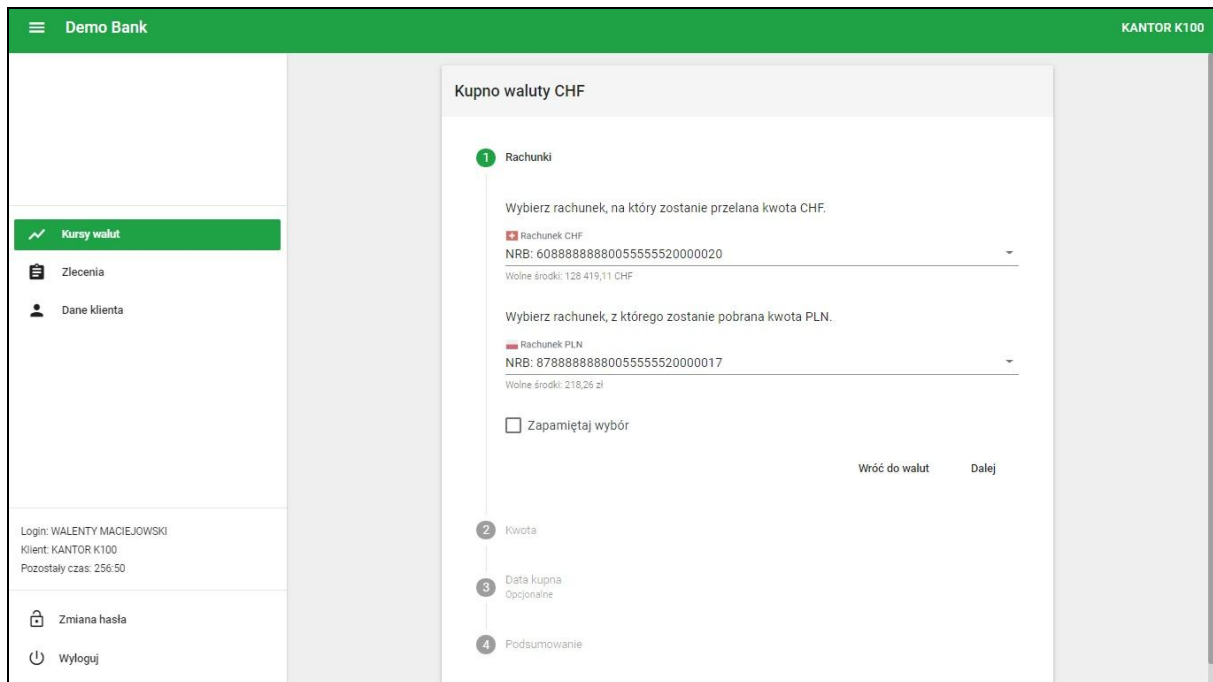 Demo Bank
KANTOR K100
Kursy walut
Zlecenia
Dane klienta
Login: WALENTY MACIEJOWSKI
Klient: KANTOR K100
Pozostały czas: 256:50
Zmiana hasła
Wyloguj
Kupno waluty CHF
1 Rachunki
Wybierz rachunek, na który zostanie przelana kwota CHF.
Rachunek CHF
NRB: 60888888880055555520000020
Wolne środki: 128 419,11 CHF
Wybierz rachunek, z którego zostanie pobrana kwota PLN.
Rachunek PLN
NRB: 87888888880055555520000017
Wolne środki: 218,26 zł
Zapamiętaj wybór
Wróć do walut Dalej
2 Kwota
3 Data kupna
Opcjonalne
4 Podsumowanie